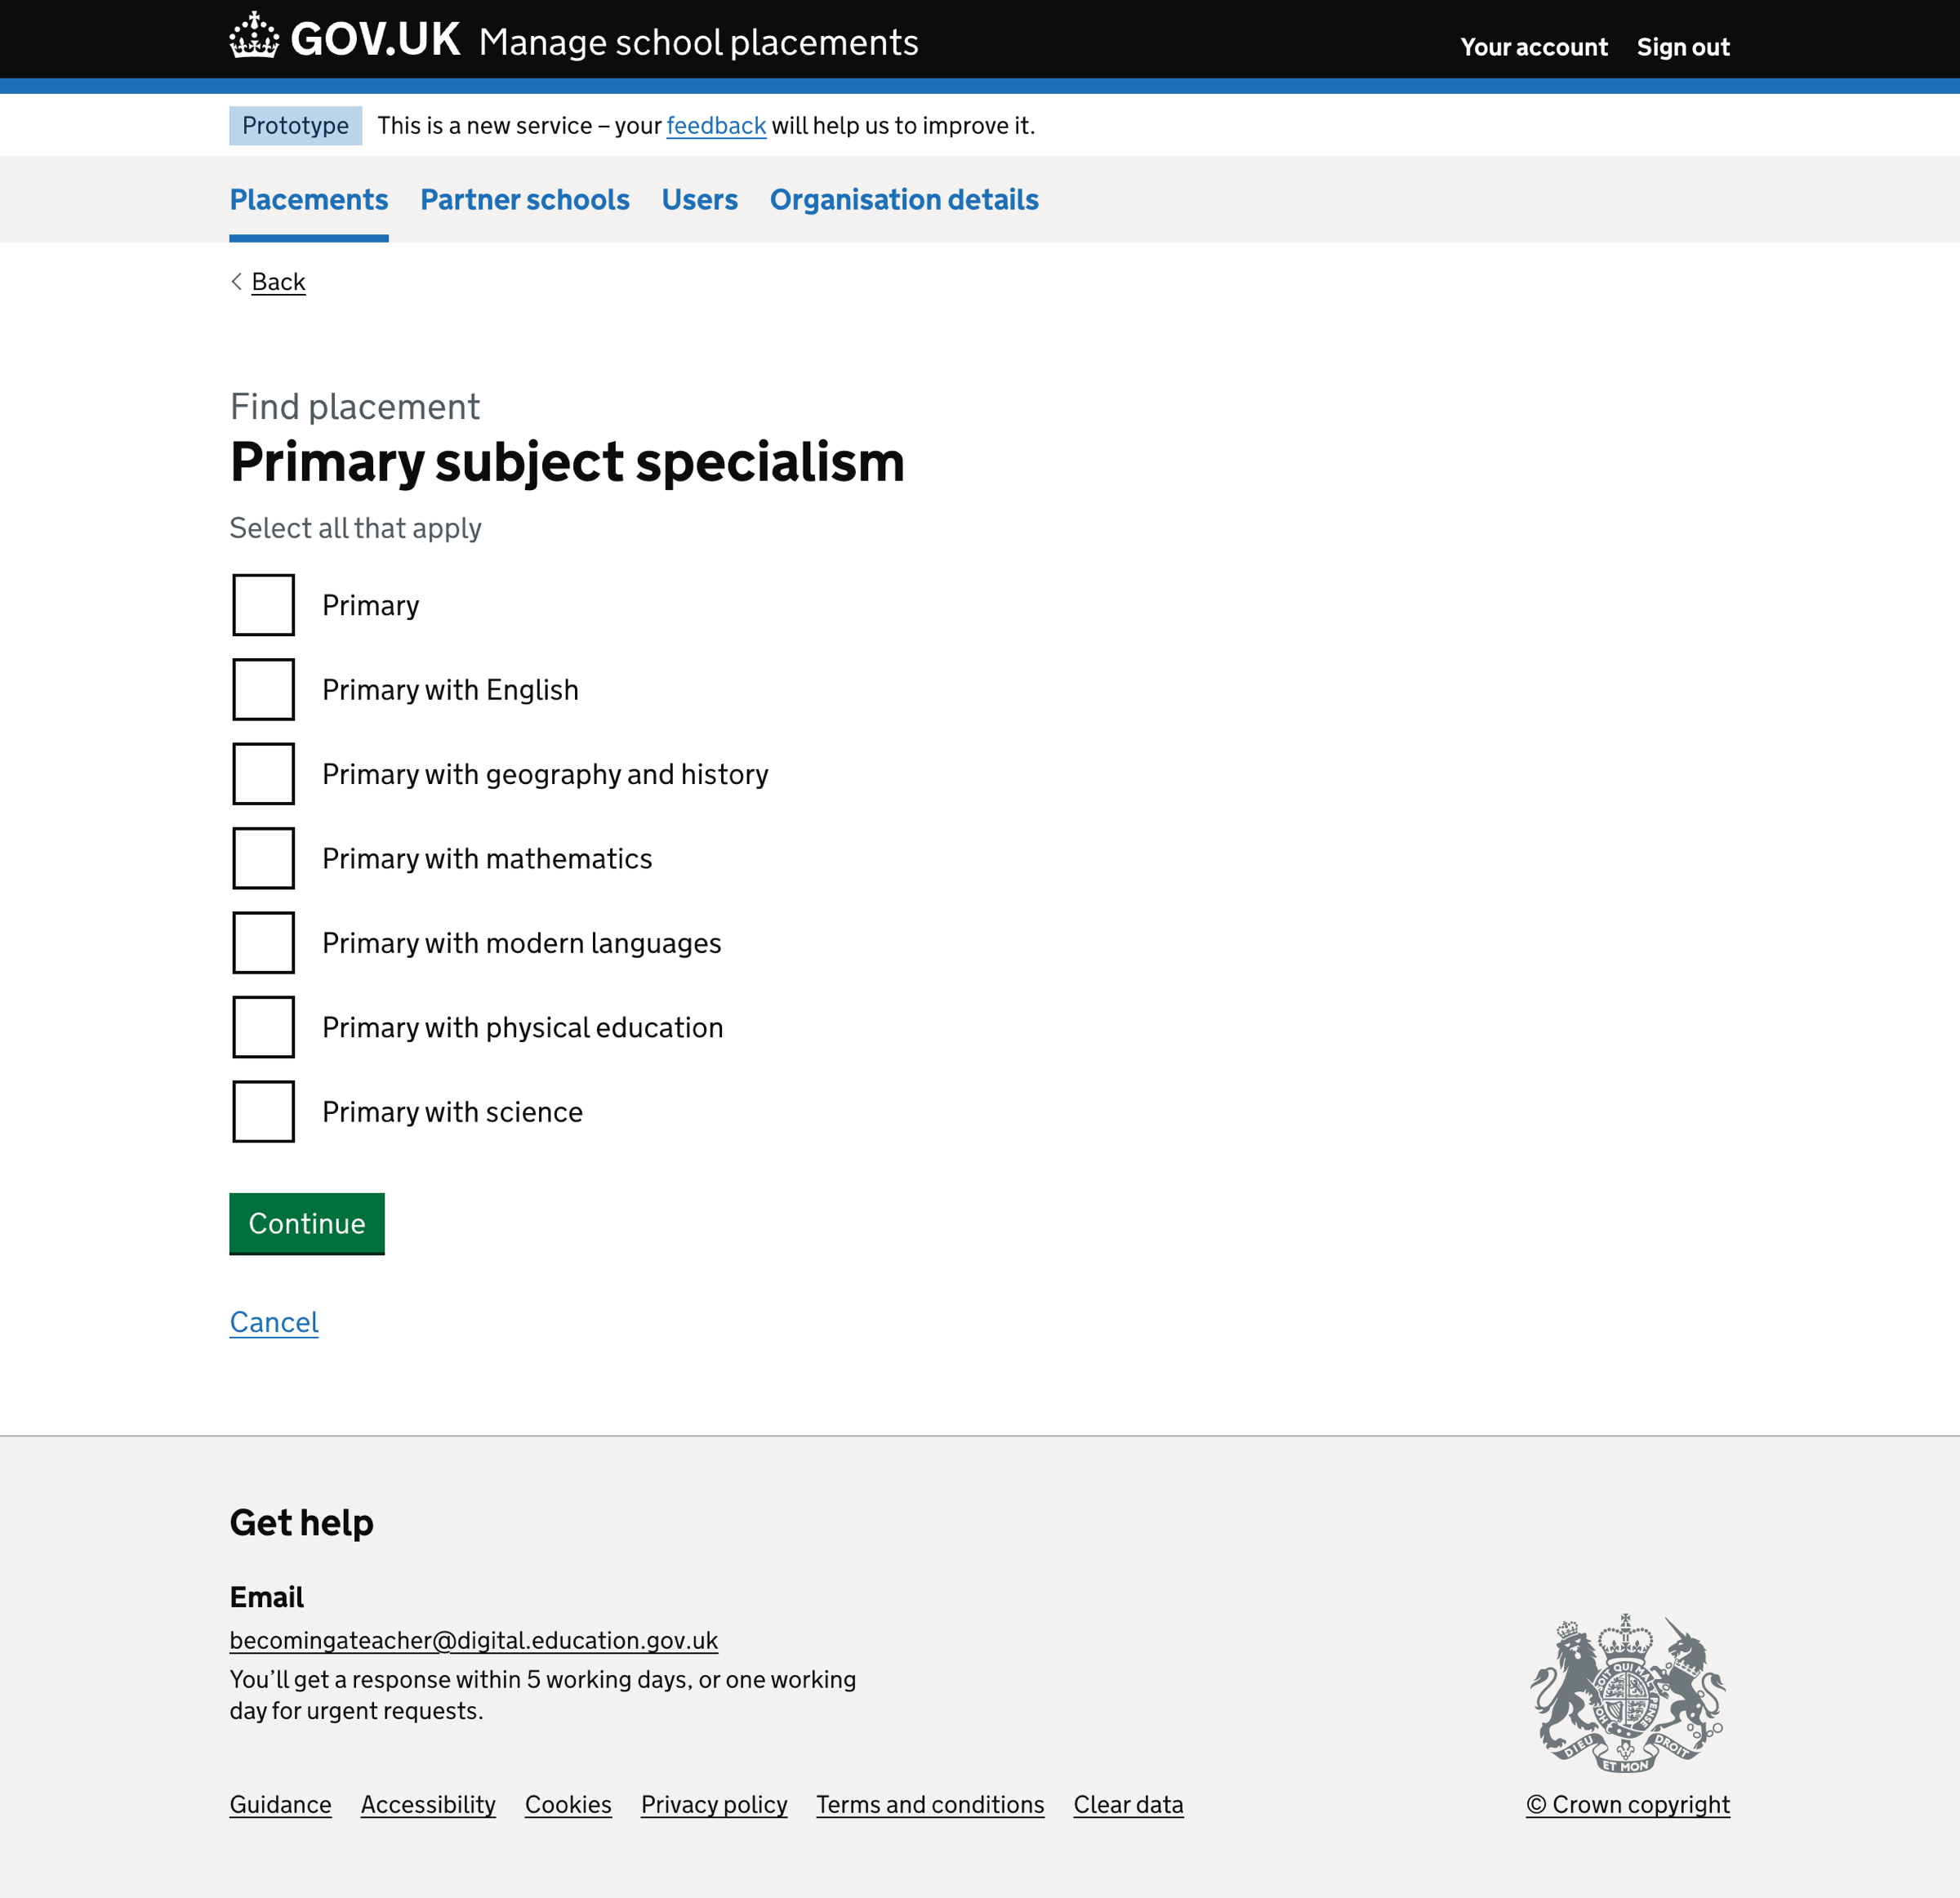 GOV.UK Manage school placements
Your account Sign out
Prototype This is a new service – your feedback will help us to improve it.
Placements Partner schools Users Organisation details
Back
Find placement
Primary subject specialism
Select all that apply
Primary
Primary with English
Primary with geography and history
Primary with mathematics
Primary with modern languages
Primary with physical education
Primary with science
Continue
Cancel
Get help
Email
becomingateacher@digital.education.gov.uk
You’ll get a response within 5 working days, or one working
day for urgent requests.
DIEU ET MON DROIT
Guidance Accessibility Cookies Privacy policy Terms and conditions Clear data
© Crown copyright